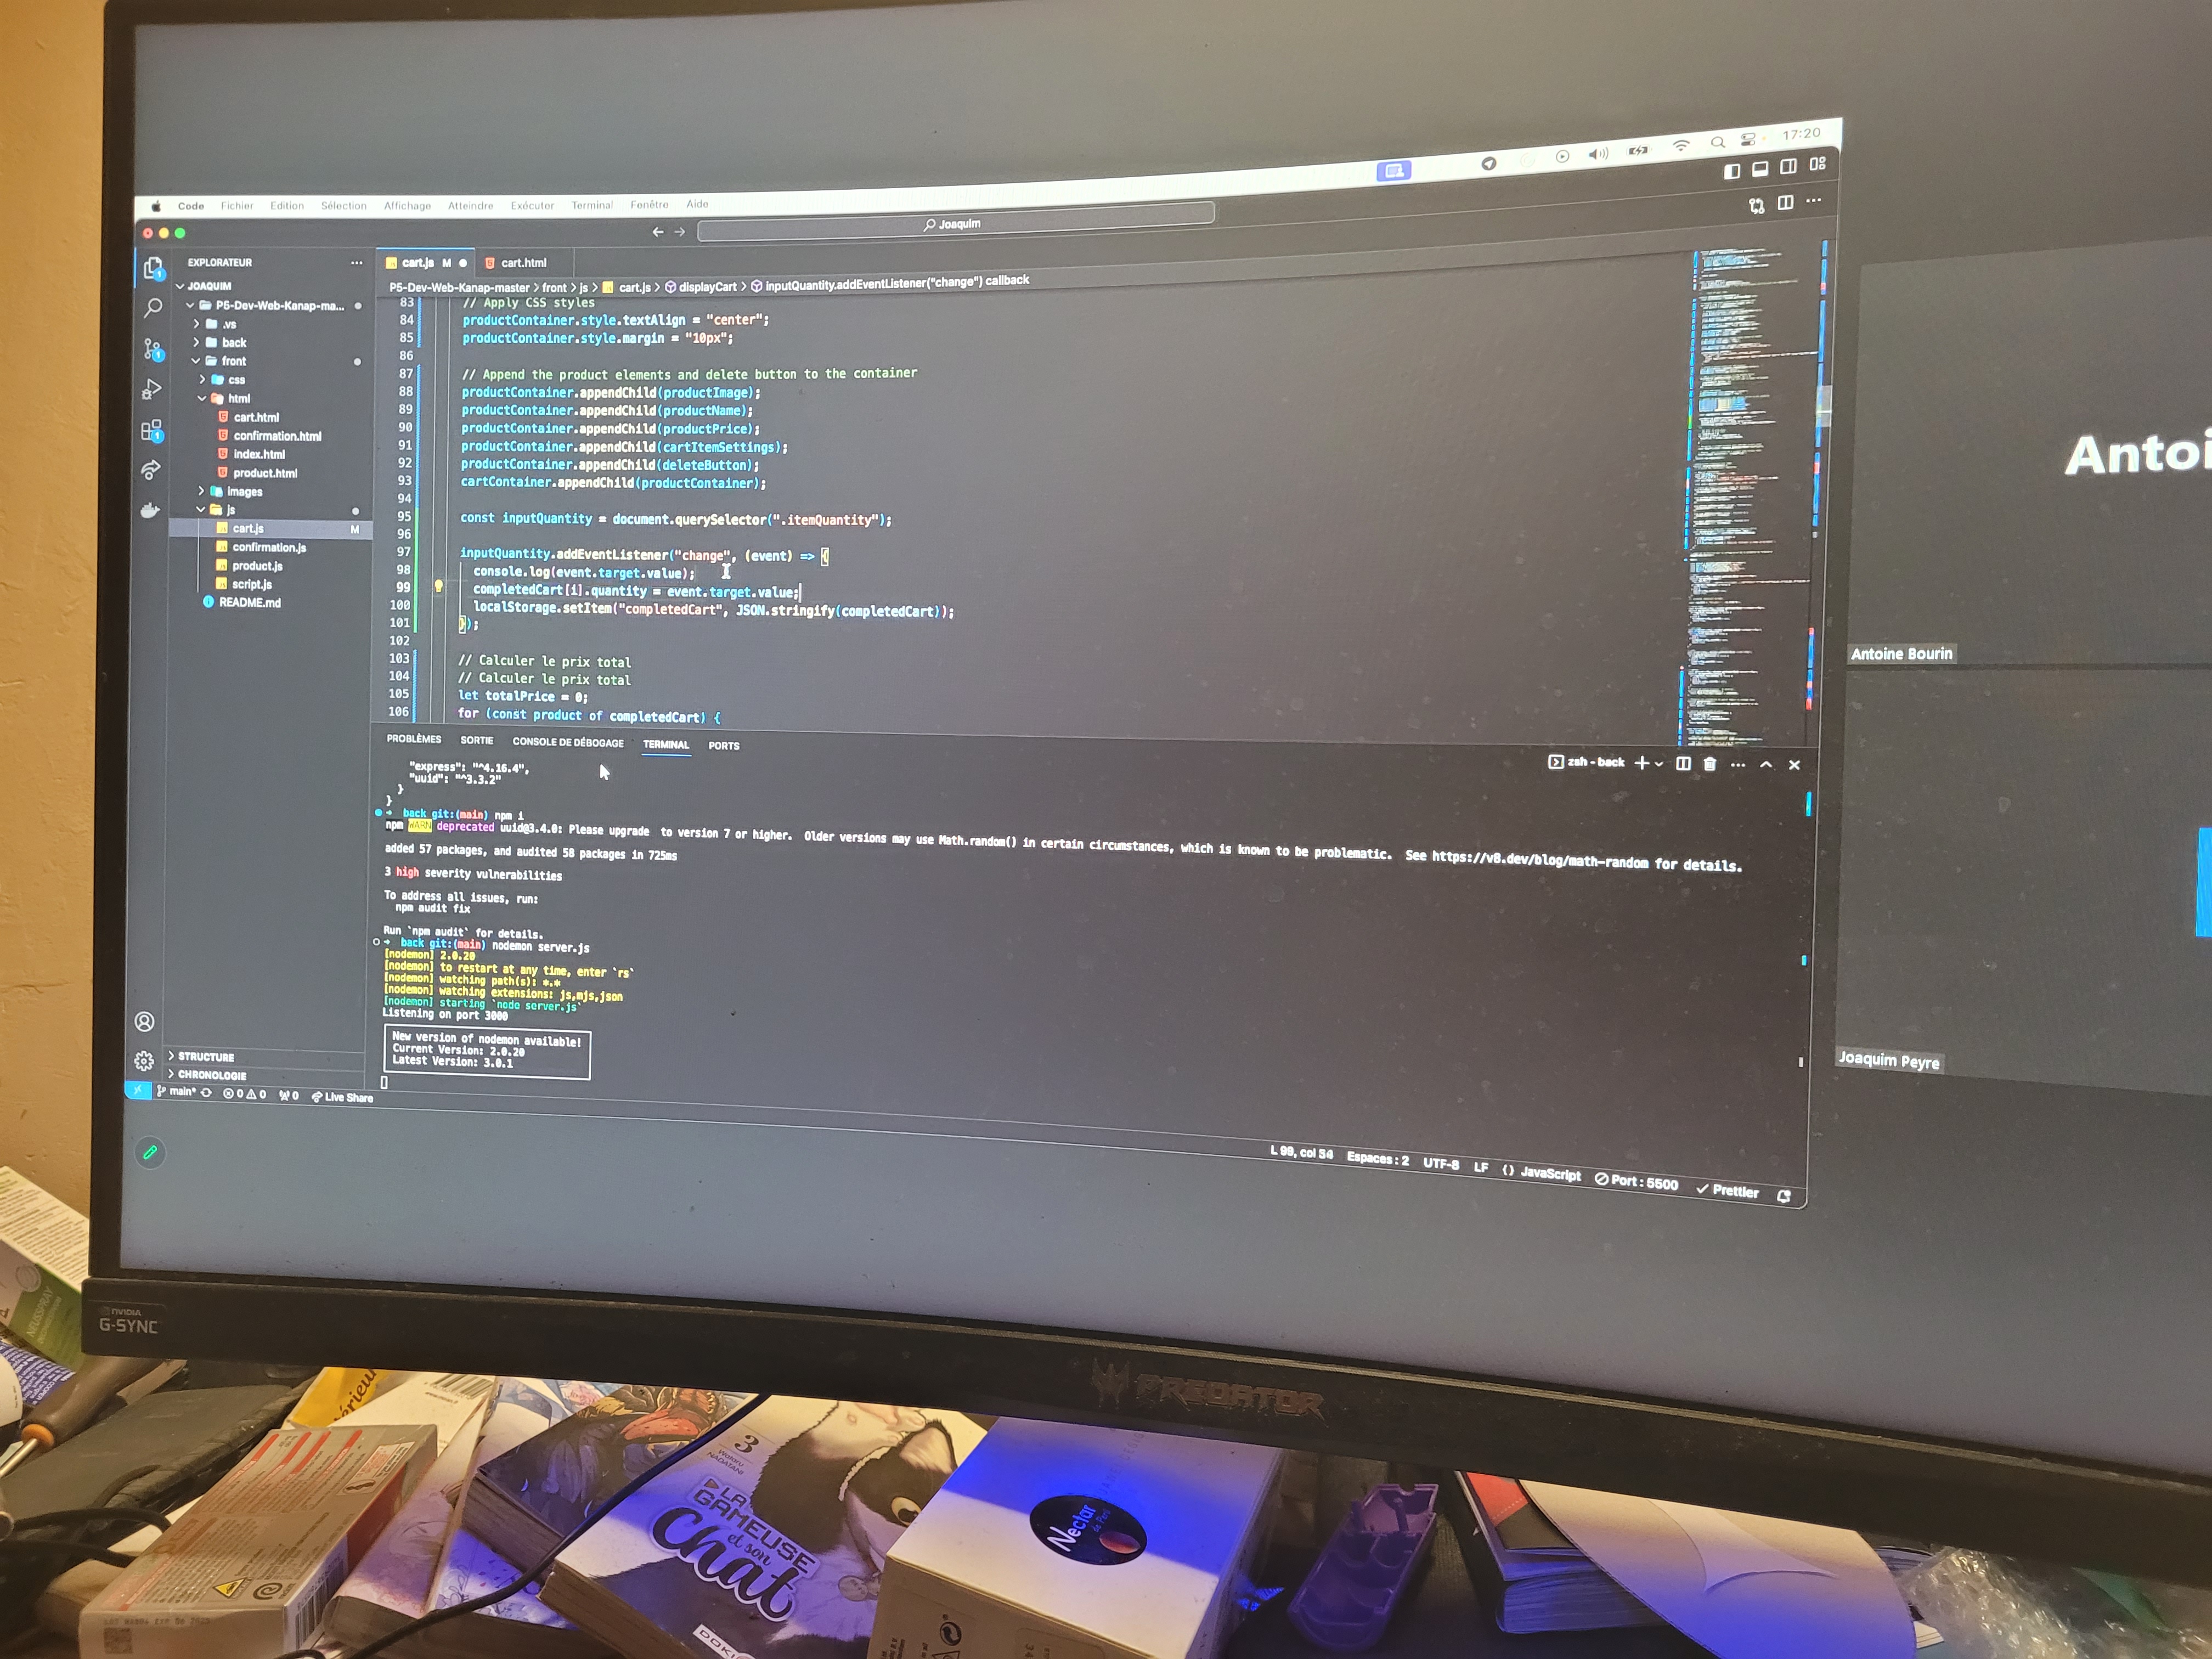 17:20
Code Fichier Edition Sélection Affichage Atteindre Exécuter Terminal Fenêtre Aide
Joaquim
EXPLORATEUR
JOAQUIM
P5-Dev-Web-Kanap-ma...
.vs
back
front
css
html
cart.html
confirmation.html
index.html
product.html
images
js
cart.js M
confirmation.js
product.js
script.js
README.md
STRUCTURE
CHRONOLOGIE
cart.js M
cart.html
P5-Dev-Web-Kanap-master > front > js > cart.js > displayCart > inputQuantity.addEventListener("change") callback
83 // Apply CSS styles
84 productContainer.style.textAlign = "center";
85 productContainer.style.margin = "10px";
86
87 // Append the product elements and delete button to the container
88 productContainer.appendChild(productImage);
89 productContainer.appendChild(productName);
90 productContainer.appendChild(productPrice);
91 productContainer.appendChild(cartItemSettings);
92 productContainer.appendChild(deleteButton);
93 cartContainer.appendChild(productContainer);
94
95 const inputQuantity = document.querySelector(".itemQuantity");
96
97 inputQuantity.addEventListener("change", (event) => {
98 console.log(event.target.value);
99 completedCart[i].quantity = event.target.value;
100 localStorage.setItem("completedCart", JSON.stringify(completedCart));
101 });
102
103 // Calculer le prix total
104 // Calculer le prix total
105 let totalPrice = 0;
106 for (const product of completedCart) {
PROBLÈMES SORTIE CONSOLE DE DÉBOGAGE TERMINAL PORTS
zsh - back
"express": "^4.16.4",
"uuid": "^3.3.2"
}
}
back git:(main) npm i
npm WARN deprecated uuid@3.4.0: Please upgrade to version 7 or higher. Older versions may use Math.random() in certain circumstances, which is known to be problematic. See https://v8.dev/blog/math-random for details.
added 57 packages, and audited 58 packages in 725ms
3 high severity vulnerabilities
To address all issues, run:
npm audit fix
Run `npm audit` for details.
back git:(main) nodemon server.js
[nodemon] 2.0.20
[nodemon] to restart at any time, enter `rs`
[nodemon] watching path(s): *.*
[nodemon] watching extensions: js,mjs,json
[nodemon] starting `node server.js`
Listening on port 3000
New version of nodemon available!
Current Version: 2.0.20
Latest Version: 3.0.1
main* 0 0 0 Live Share
L 99, col 54 Espaces : 2 UTF-8 LF {} JavaScript Port : 5500 Prettier
Antoi
Antoine Bourin
Joaquim Peyre
NVIDIA
G-SYNC
PREDATOR
3
Wataru
NADATANI
LA
GAMEUSE
et son
Chat
DOKI
Nectar